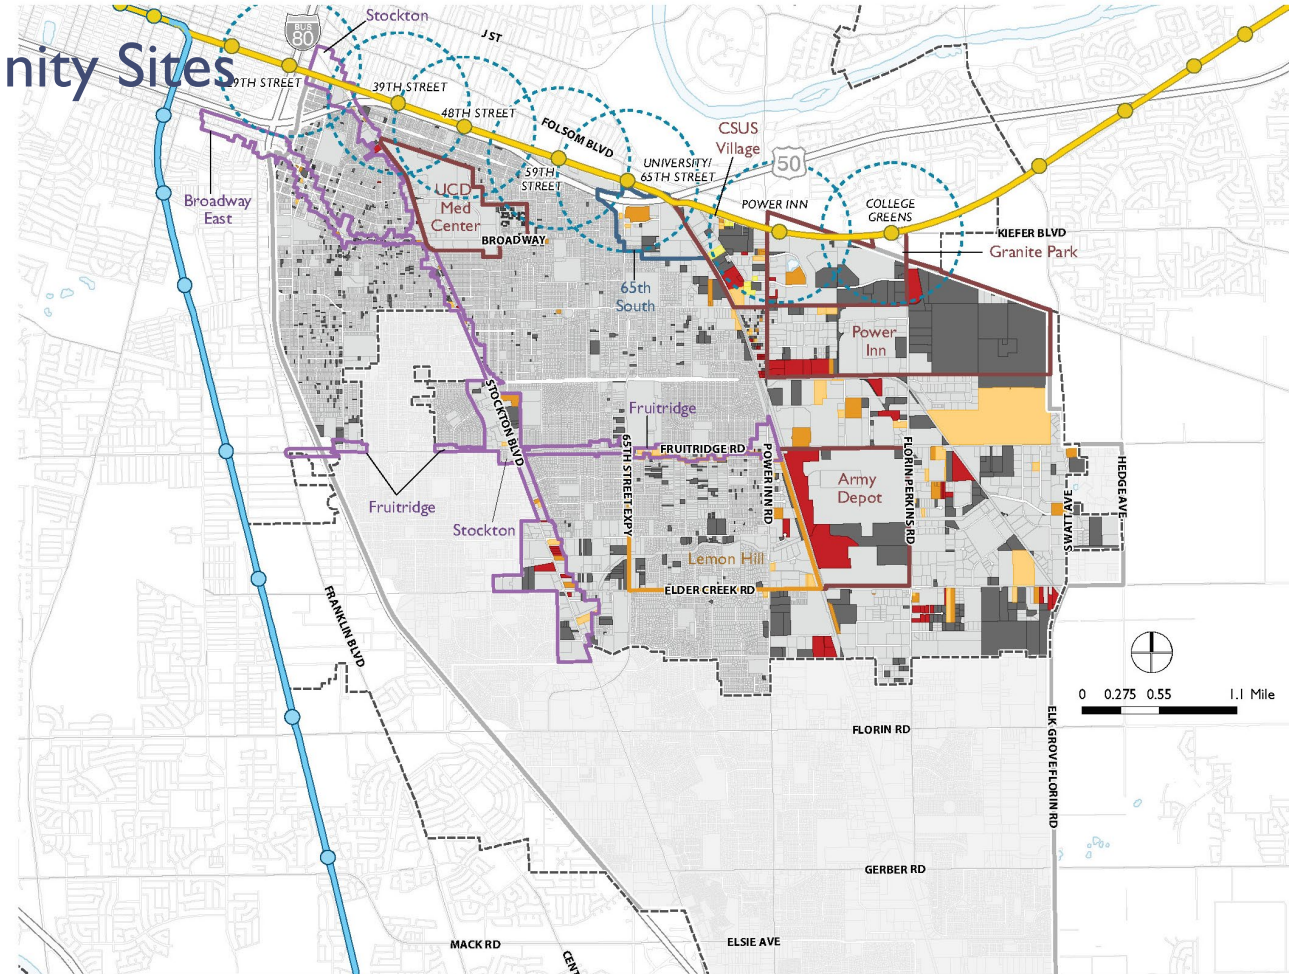 Stockton
BUS
80
J ST
nity Sites
29TH STREET
39TH STREET
48TH STREET
FOLSOM BLVD
CSUS
Village
50
59TH
STREET
UNIVERSITY/
65TH STREET
UCD
Med
Center
Broadway
East
POWER INN
COLLEGE
GREENS
BROADWAY
KIEFER BLVD
Granite Park
65th
South
Power
Inn
STOCKTON BLVD
Fruitridge
65TH STREET EXPY
FRUITRIDGE RD
POWER INN RD
FLORIN PERKINS RD
HEDGE AVE
Army
Depot
S WATT AVE
Fruitridge
Stockton
Lemon Hill
ELDER CREEK RD
FRANKLIN BLVD
0 0.275 0.55 1.1 Mile
FLORIN RD
ELK GROVE FLORIN RD
GERBER RD
MACK RD
ELSIE AVE
CENT